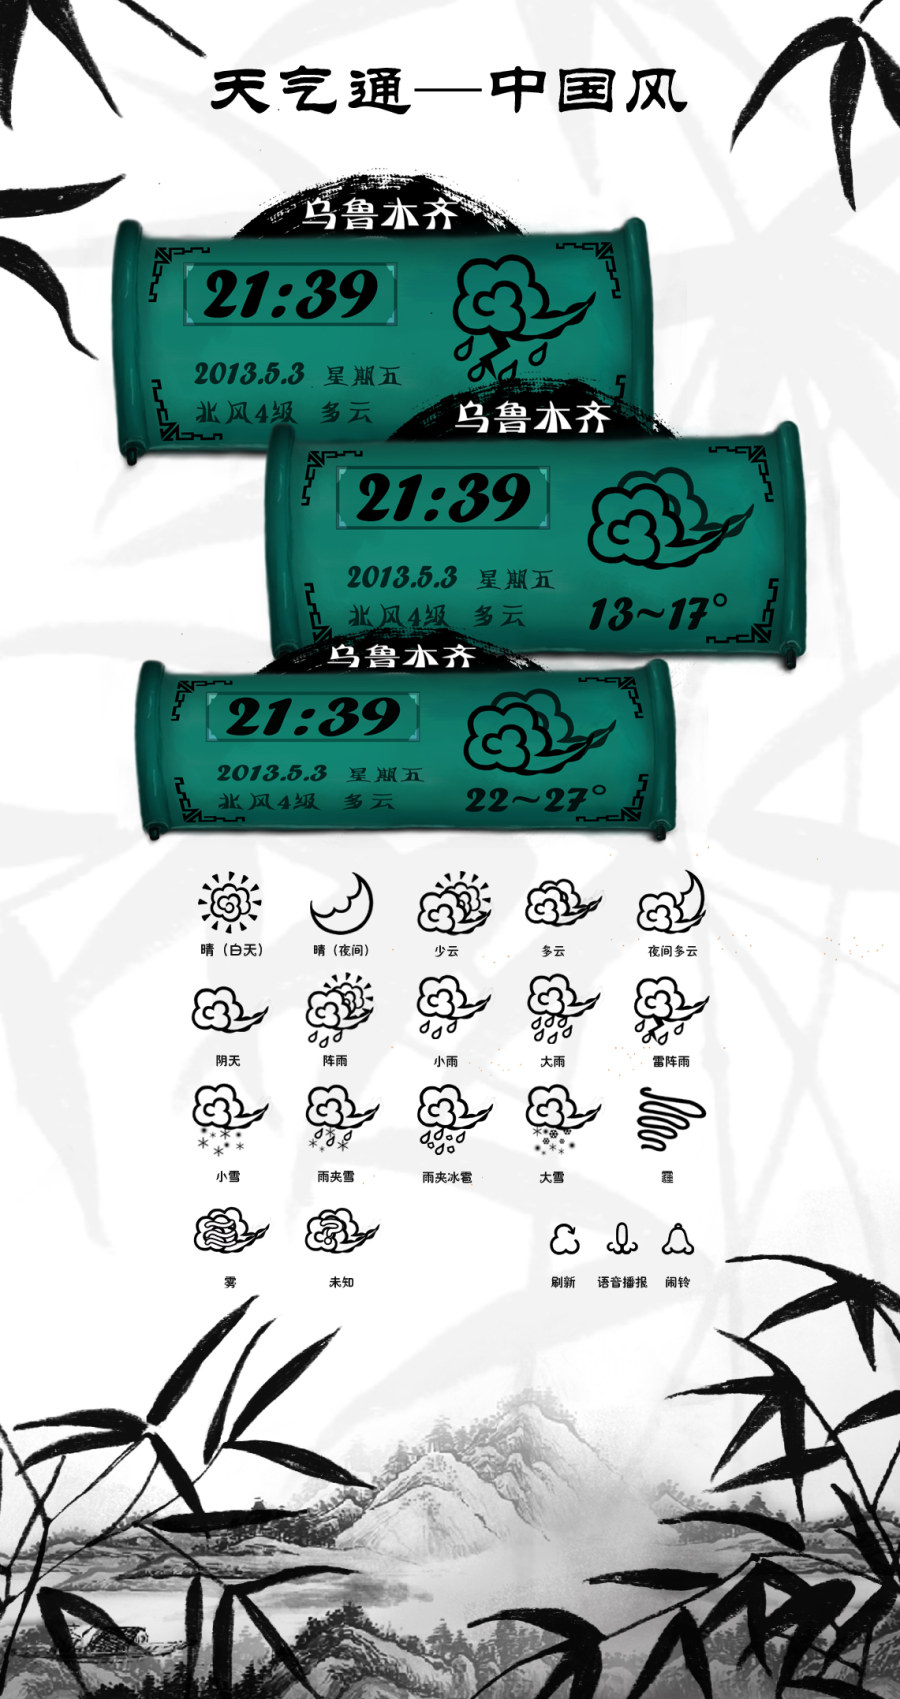 天气通—中国风
乌鲁木齐
21:39
2013.5.3 星期五
北风4级 多云
乌鲁木齐
21:39
2013.5.3 星期五
北风4级 多云
13~17°
乌鲁木齐
21:39
2013.5.3 星期五
北风4级 多云
22~27°
晴（白天） 晴（夜间） 少云 多云 夜间多云
阴天 阵雨 小雨 大雨 雷阵雨
小雪 雨夹雪 雨夹冰雹 大雪 霾
雾 未知 刷新 语音播报 闹铃